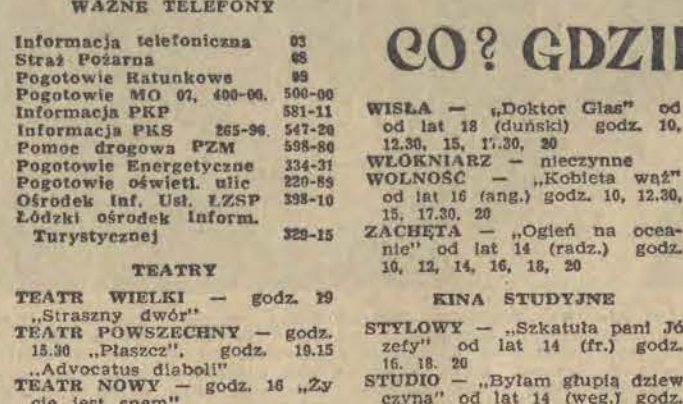 WAŻNE TELEFONY
Informacja telefoniczna 03
Straż Pożarna 08
Pogotowie Ratunkowe 09
Pogotowie MO 07, 400-00, 500-00
Informacja PKP 581-11
Informacja PKS 265-96, 547-20
Pomoc drogowa PZM 598-80
Pogotowie Energetyczne 334-31
Pogotowie oświetl. ulic 220-89
Ośrodek Inf. Usł. ŁZSP 398-10
Łódzki ośrodek Inform.
Turystycznej 329-15
TEATRY
TEATR WIELKI — godz. 19
„Straszny dwór"
TEATR POWSZECHNY — godz.
15.30 „Płaszcz", godz. 19.15
„Advocatus diaboli"
TEATR NOWY — godz. 16 „Ży
cie jest snem"
CO? GDZI
WISŁA — „Doktor Glas" od
od lat 18 (duński) godz. 10,
12.30, 15, 17.30, 20
WŁOKNIARZ — nieczynne
WOLNOŚĆ — „Kobieta wąż"
od lat 16 (ang.) godz. 10, 12.30,
15, 17.30, 20
ZACHĘTA — „Ogień na ocea-
nie" od lat 14 (radz.) godz.
10, 12, 14, 16, 18, 20
KINA STUDYJNE
STYLOWY — „Szkatuła pani Jó
zefy" od lat 14 (fr.) godz.
16, 18, 20
STUDIO — „Byłam głupią dziew
czyną" od lat 14 (węg.) godz.